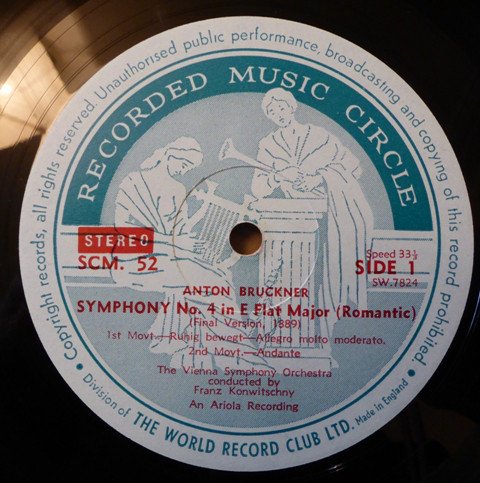 Copyright records, all rights reserved. Unauthorised public performance, broadcasting and copying of this record prohibited.
RECORDED MUSIC CIRCLE
STEREO
SCM. 52
Speed 33⅓
SIDE 1
SW.7824
ANTON BRUCKNER
SYMPHONY No. 4 in E Flat Major (Romantic)
(Final Version, 1889)
1st Movt.—Ruhig bewegt—Allegro molto moderato.
2nd Movt.—Andante
The Vienna Symphony Orchestra
conducted by
Franz Konwitschny
An Ariola Recording
• Division of THE WORLD RECORD CLUB LTD. Made in England •